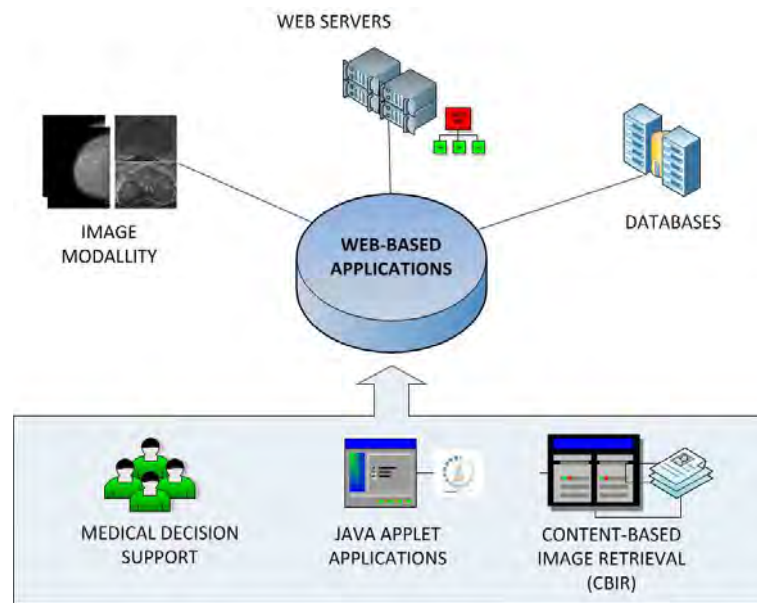 WEB SERVERS
IMAGE
MODALLITY
DATABASES
WEB-BASED
APPLICATIONS
MEDICAL DECISION
SUPPORT
JAVA APPLET
APPLICATIONS
CONTENT-BASED
IMAGE RETRIEVAL
(CBIR)